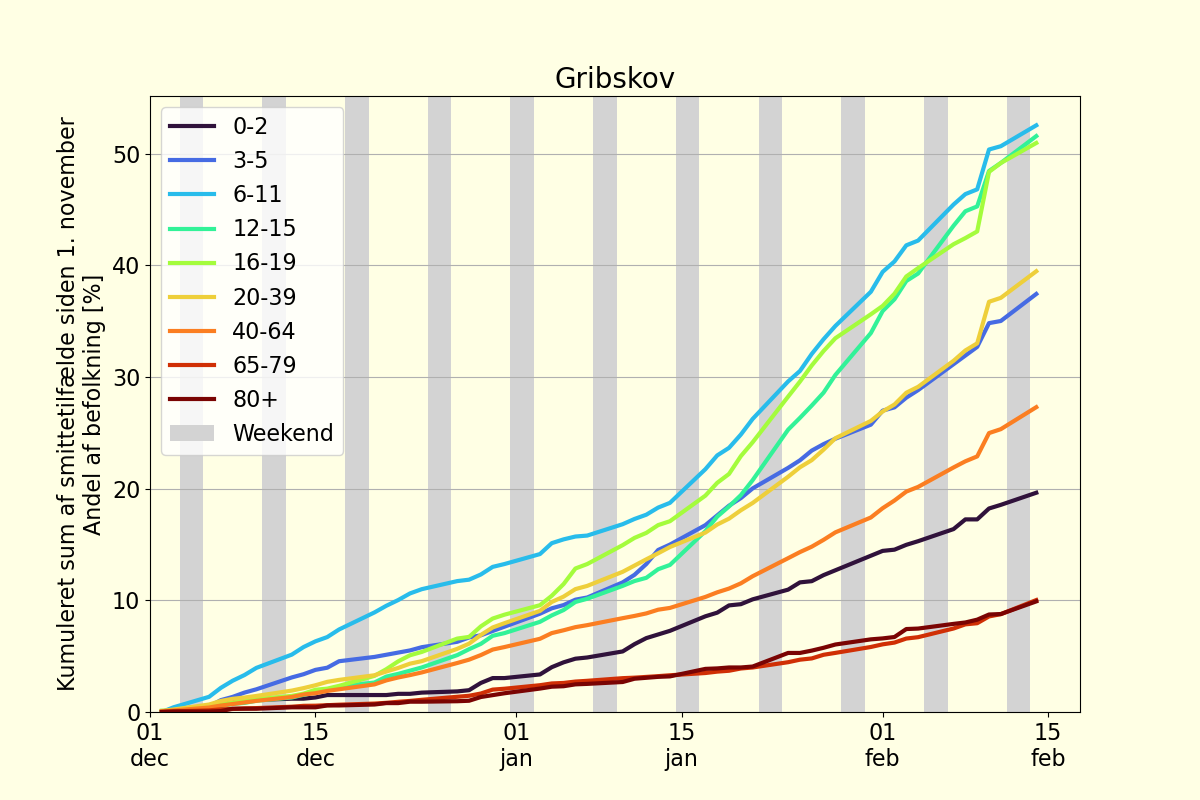 Gribskov
Kumuleret sum af smittetilfælde siden 1. november
Andel af befolkning [%]
50
40
30
20
10
0
0-2
3-5
6-11
12-15
16-19
20-39
40-64
65-79
80+
Weekend
01
dec
15
dec
01
jan
15
jan
01
feb
15
feb